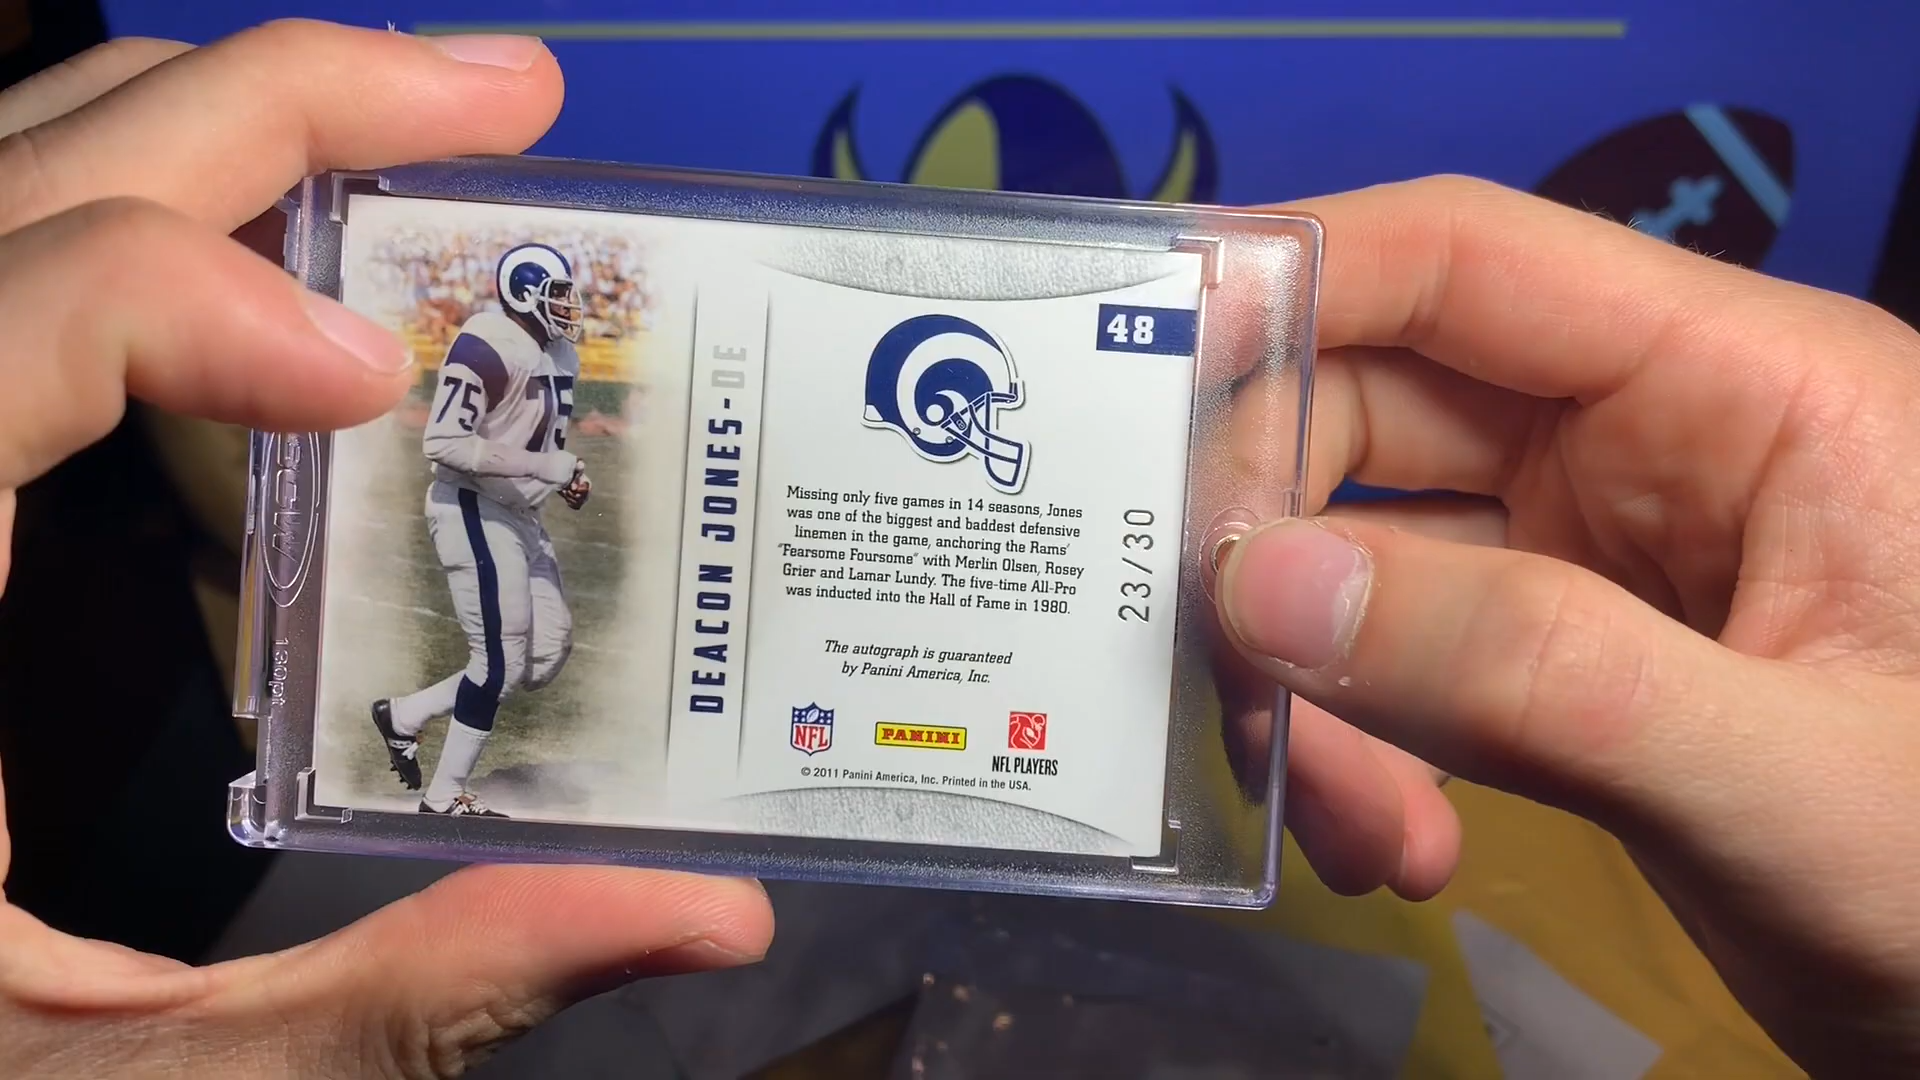 75
75
DEACON JONES-DE
48
Missing only five games in 14 seasons, Jones
was one of the biggest and baddest defensive
linemen in the game, anchoring the Rams'
"Fearsome Foursome" with Merlin Olsen, Rosey
Grier and Lamar Lundy. The five-time All-Pro
was inducted into the Hall of Fame in 1980.
23/30
The autograph is guaranteed
by Panini America, Inc.
NFL
PANINI
NFL PLAYERS
© 2011 Panini America, Inc. Printed in the USA.
130pt